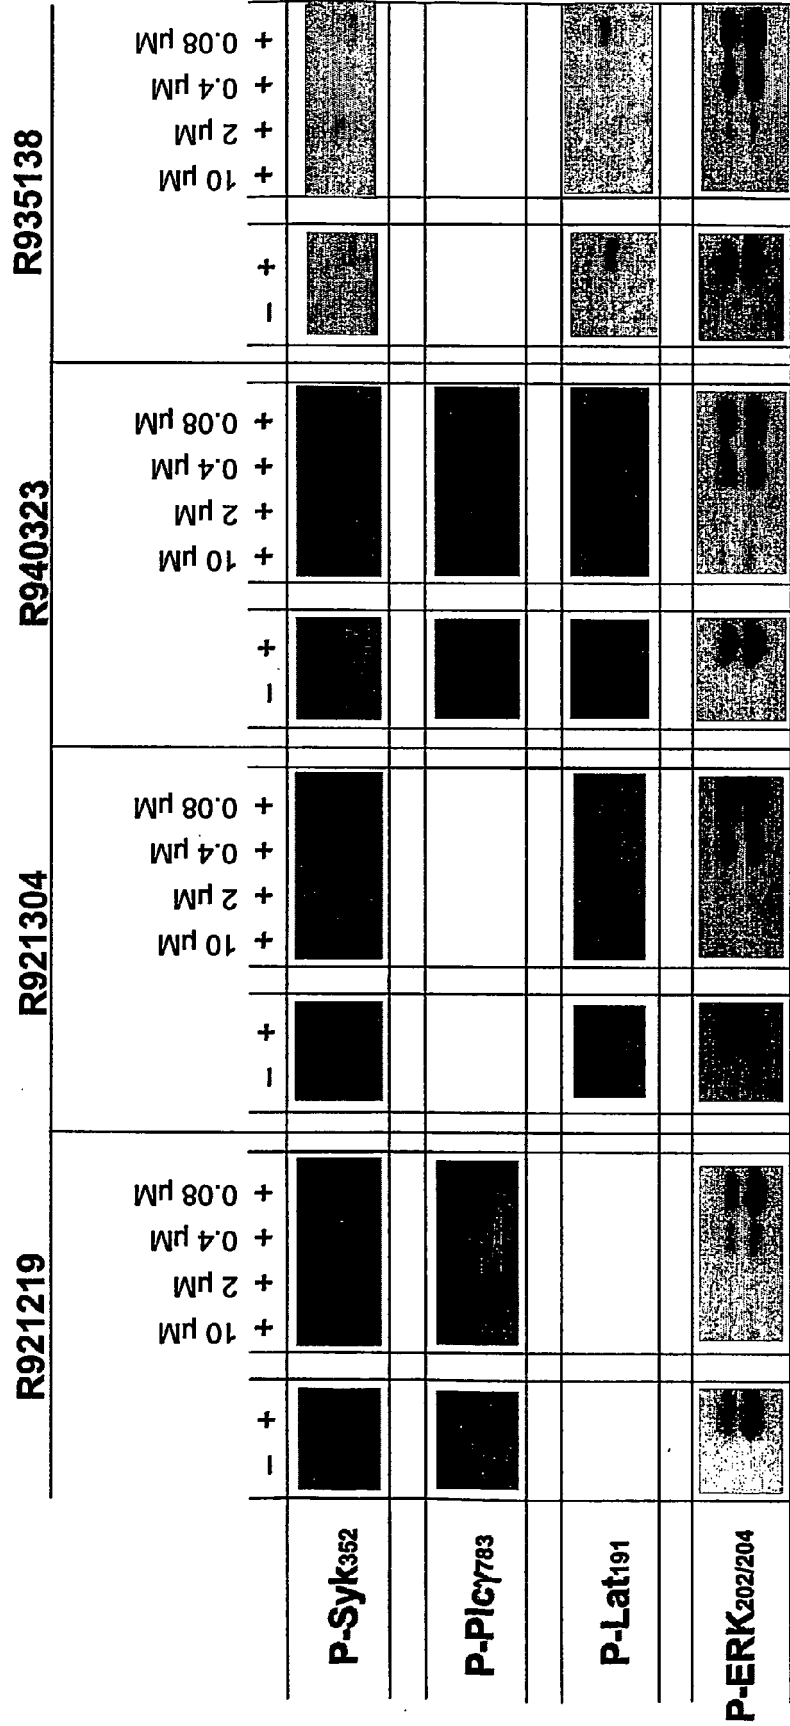 R921219
R921304
R940323
R935138
− + + 10 µM + 2 µM + 0.4 µM + 0.08 µM
− + + 10 µM + 2 µM + 0.4 µM + 0.08 µM
− + + 10 µM + 2 µM + 0.4 µM + 0.08 µM
− + + 10 µM + 2 µM + 0.4 µM + 0.08 µM
P-Syk352
P-Plcγ783
P-Lat191
P-ERK202/204